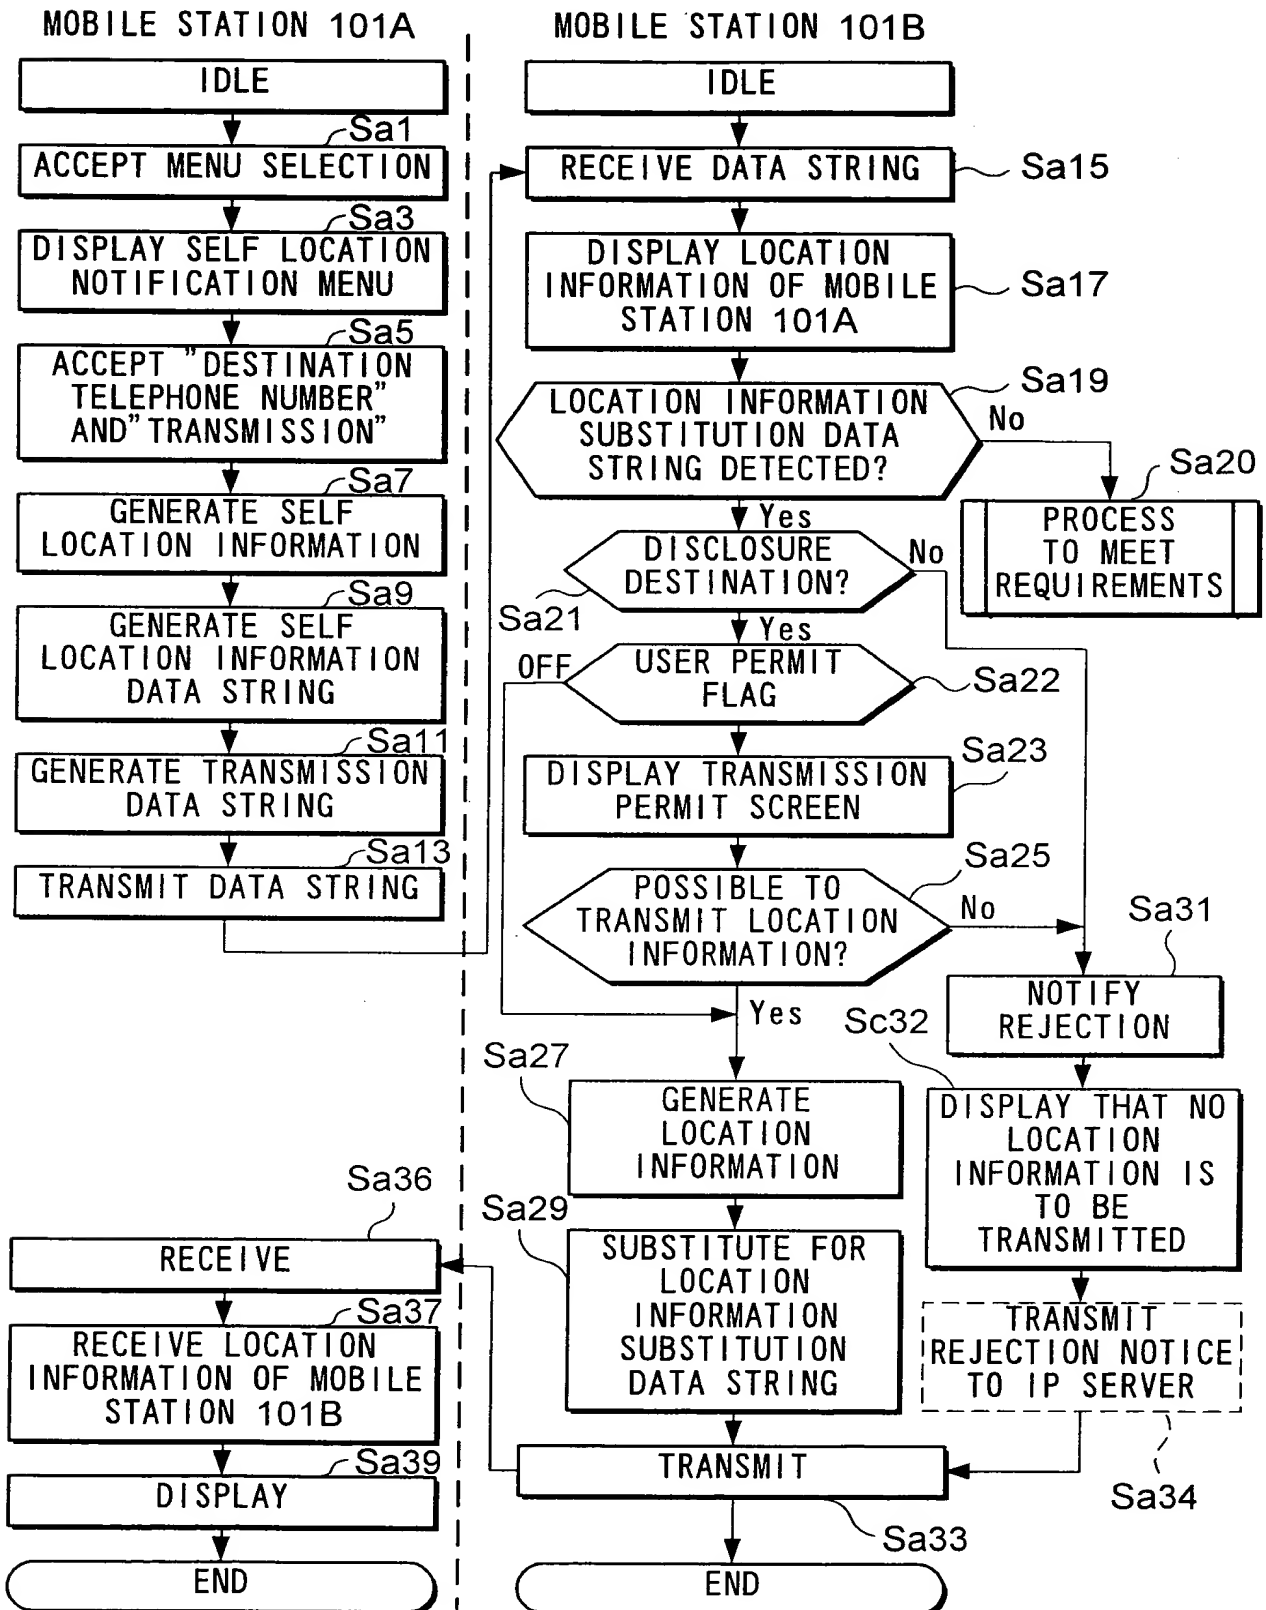 MOBILE STATION 101A
IDLE
Sa1
ACCEPT MENU SELECTION
Sa3
DISPLAY SELF LOCATION
NOTIFICATION MENU
Sa5
ACCEPT "DESTINATION
TELEPHONE NUMBER"
AND"TRANSMISSION"
Sa7
GENERATE SELF
LOCATION INFORMATION
Sa9
GENERATE SELF
LOCATION INFORMATION
DATA STRING
Sa11
GENERATE TRANSMISSION
DATA STRING
Sa13
TRANSMIT DATA STRING
Sa36
RECEIVE
Sa37
RECEIVE LOCATION
INFORMATION OF MOBILE
STATION 101B
Sa39
DISPLAY
END
MOBILE STATION 101B
IDLE
RECEIVE DATA STRING
Sa15
DISPLAY LOCATION
INFORMATION OF MOBILE
STATION 101A
Sa17
Sa19
LOCATION INFORMATION
SUBSTITUTION DATA
STRING DETECTED?
No
Sa20
PROCESS
TO MEET
REQUIREMENTS
Yes
DISCLOSURE
DESTINATION?
No
Sa21
Yes
OFF
USER PERMIT
FLAG
Sa22
Sa23
DISPLAY TRANSMISSION
PERMIT SCREEN
Sa25
POSSIBLE TO
TRANSMIT LOCATION
INFORMATION?
No
Yes
Sa31
NOTIFY
REJECTION
Sc32
DISPLAY THAT NO
LOCATION
INFORMATION IS
TO BE
TRANSMITTED
TRANSMIT
REJECTION NOTICE
TO IP SERVER
Sa34
Sa27
GENERATE
LOCATION
INFORMATION
Sa29
SUBSTITUTE FOR
LOCATION
INFORMATION
SUBSTITUTION
DATA STRING
TRANSMIT
Sa33
END